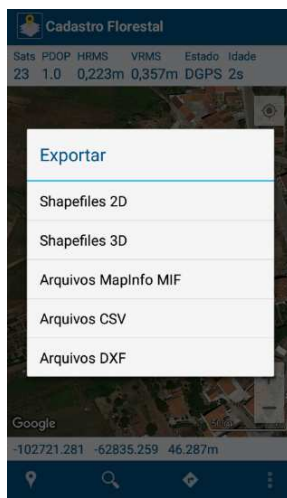 Cadastro Florestal
Sats PDOP HRMS VRMS Estado Idade
23 1.0 0,223m 0,357m DGPS 2s
Exportar
Shapefiles 2D
Shapefiles 3D
Arquivos MapInfo MIF
Arquivos CSV
Arquivos DXF
Google
-102721.281 -62835.259 46.287m